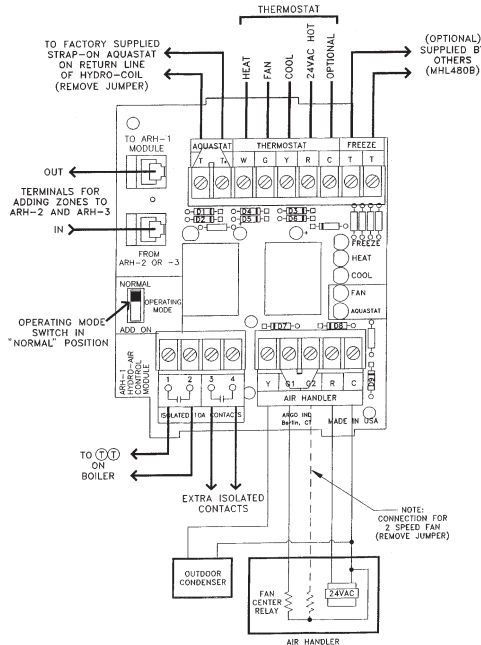 THERMOSTAT
TO FACTORY SUPPLIED
STRAP-ON AQUASTAT
ON RETURN LINE
OF HYDRO-COIL
(REMOVE JUMPER)
HEAT
FAN
COOL
24VAC HOT
OPTIONAL
(OPTIONAL)
SUPPLIED B
OTHERS
(MHL480B)
TO ARH-1
MODULE
AQUASTAT
THERMOSTAT
FREEZE
T T W G Y R C T T
OUT
TERMINALS FOR
ADDING ZONES TO
ARH-2 AND ARH-3
IN
FROM
ARH-2 OR -3
D1 D4 D3
D2 D5 D6
FREEZE
HEAT
COOL
FAN
AQUASTAT
NORMAL
OPERATING
MODE
ADD ON
OPERATING MODE
SWITCH IN
"NORMAL" POSITION
D7 D8
D9
ARH-1
HYDRO-AIR
CONTROL
MODULE
1 2 3 4
ISOLATED 10A CONTACTS
Y G1 G2 R C
AIR HANDLER
ARGO IND
Berlin, CT
MADE IN USA
TO T T
ON
BOILER
EXTRA ISOLATED
CONTACTS
NOTE:
CONNECTION FOR
2 SPEED FAN
(REMOVE JUMPER)
OUTDOOR
CONDENSER
FAN
CENTER
RELAY
24VAC
AIR HANDLER